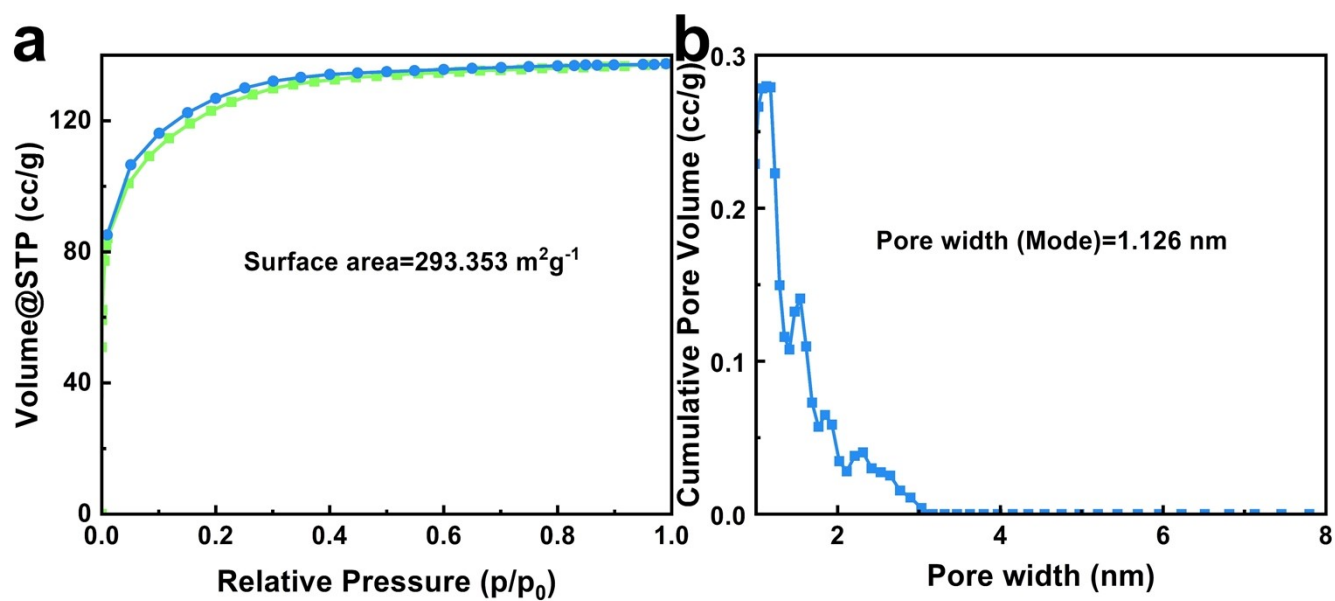 a
Volume@STP (cc/g)
120
80
40
0
Surface area=293.353 m²g⁻¹
0.0 0.2 0.4 0.6 0.8 1.0
Relative Pressure (p/p₀)
b
Cumulative Pore Volume (cc/g)
0.3
0.2
0.1
0.0
Pore width (Mode)=1.126 nm
2 4 6 8
Pore width (nm)